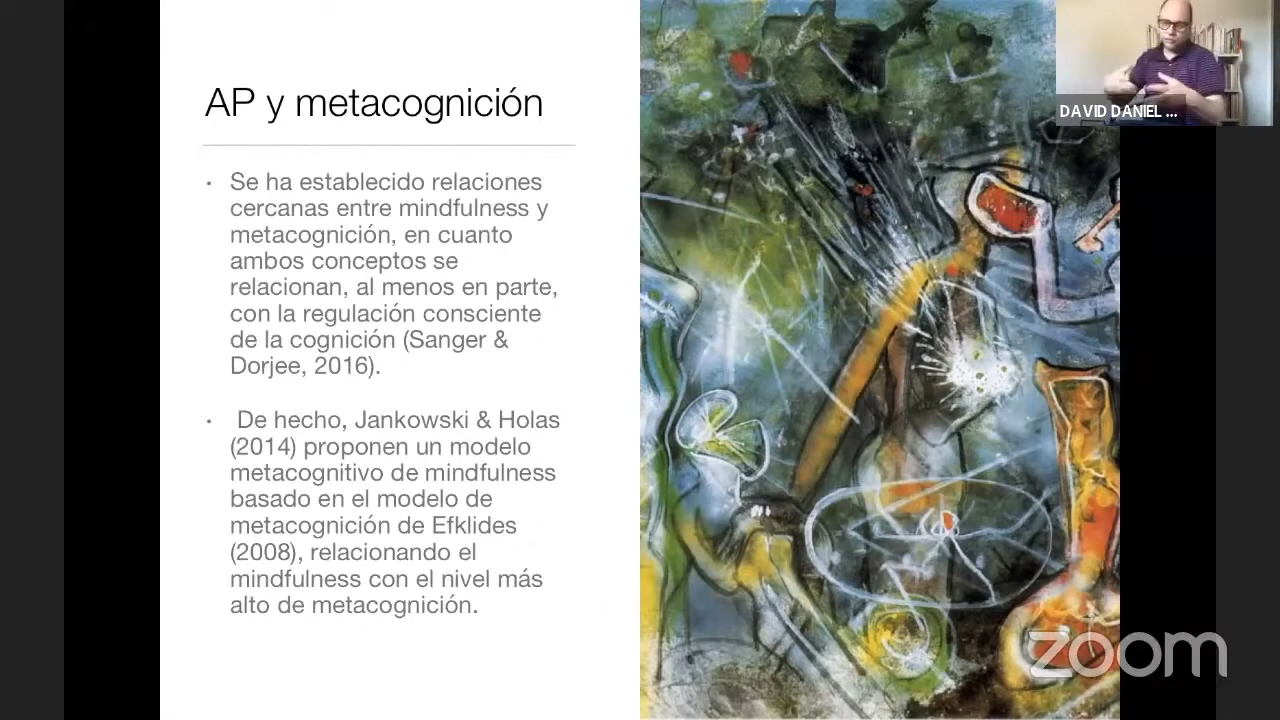 AP y metacognición
· Se ha establecido relaciones
cercanas entre mindfulness y
metacognición, en cuanto
ambos conceptos se
relacionan, al menos en parte,
con la regulación consciente
de la cognición (Sanger &
Dorjee, 2016).
· De hecho, Jankowski & Holas
(2014) proponen un modelo
metacognitivo de mindfulness
basado en el modelo de
metacognición de Efklides
(2008), relacionando el
mindfulness con el nivel más
alto de metacognición.
DAVID DANIEL ...
zoom